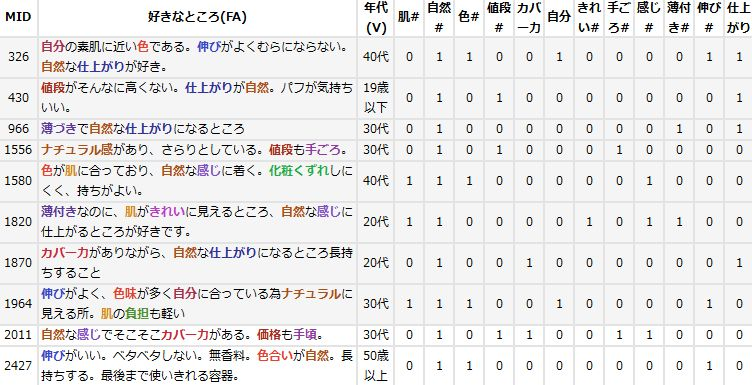 MID 好きなところ(FA) 年代(V) 肌# 自然# 色# 値段# カバー力 自分 きれい# 手ごろ# 感じ# 薄付き# 伸び# 仕上がり
326 自分の素肌に近い色である。伸びがよくむらにならない。 40代 0 1 1 0 0 1 0 0 0 0 1 1
自然な仕上がりが好き。
430 値段がそんなに高くない。仕上がりが自然。パフが気持ち 19歳以下 0 1 0 1 0 0 0 0 0 0 0 1
いい。
966 薄づきで自然な仕上がりになるところ 30代 0 1 0 0 0 0 0 0 0 1 0 1
1556 ナチュラル感があり、さらりとしている。値段も手ごろ。 30代 0 1 0 1 0 0 0 1 0 0 0 0
1580 色が肌に合っており、自然な感じに着く。化粧くずれしに 40代 1 1 1 0 0 0 0 0 1 0 0 0
くく、持ちがよい。
1820 薄付きなのに、肌がきれいに見えるところ、自然な感じに 20代 1 1 0 0 0 0 1 0 1 1 0 0
仕上がるところが好きです。
1870 カバー力がありながら、自然な仕上がりになるところ長持 20代 0 1 0 0 1 0 0 0 0 0 0 1
ちすること
1964 伸びがよく、色味が多く自分に合っている為ナチュラルに 30代 1 1 1 0 0 1 0 0 0 0 1 0
見える所。肌の負担も軽い
2011 自然な感じでそこそこカバー力がある。価格も手頃。 30代 0 1 0 1 1 0 0 1 1 0 0 0
2427 伸びがいい。ベタベタしない。無香料。色合いが自然。長 50歳以上 0 1 1 0 0 0 0 0 0 0 1 0
持ちする。最後まで使いきれる容器。